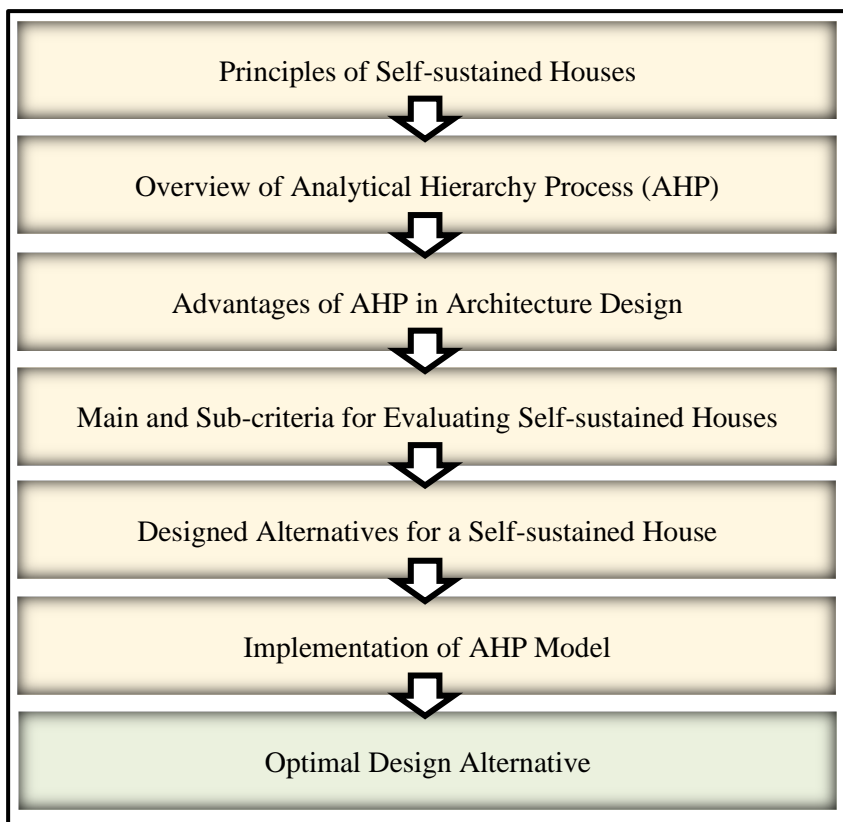 Principles of Self-sustained Houses
Overview of Analytical Hierarchy Process (AHP)
Advantages of AHP in Architecture Design
Main and Sub-criteria for Evaluating Self-sustained Houses
Designed Alternatives for a Self-sustained House
Implementation of AHP Model
Optimal Design Alternative